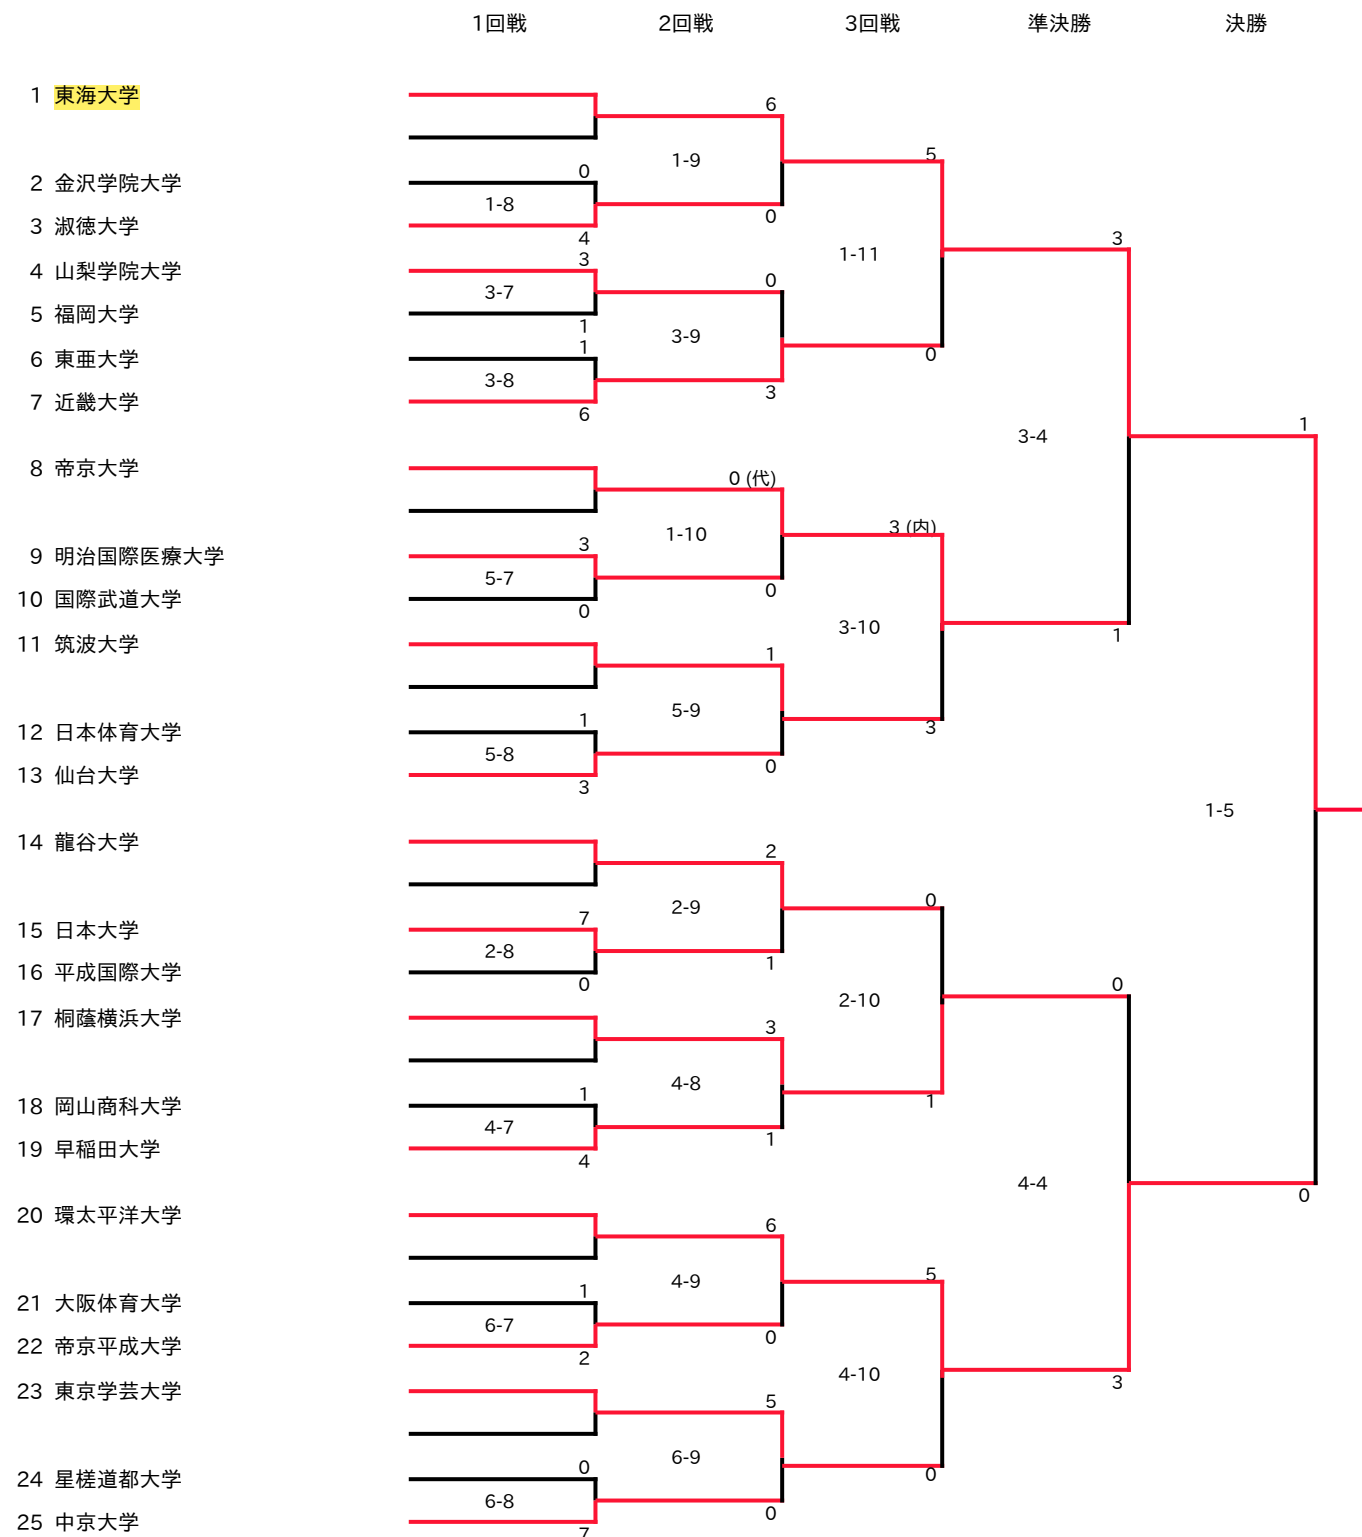 1回戦 2回戦 3回戦 準決勝 決勝
1 東海大学
6
5
1-9
0
2 金沢学院大学
1-8
3 淑徳大学
0
4
3
3
4 山梨学院大学
1-11
0
3-7
5 福岡大学
1
3-9
1
6 東亜大学
0
3-8
3
7 近畿大学
6
1
3-4
8 帝京大学
0 (代)
3 (内)
1-10
3
9 明治国際医療大学
5-7
0
10 国際武道大学
0
3-10
1
11 筑波大学
1
5-9
1
3
12 日本体育大学
5-8
0
13 仙台大学
3
1-5
14 龍谷大学
2
0
2-9
7
15 日本大学
2-8
1
16 平成国際大学
0
0
2-10
17 桐蔭横浜大学
3
4-8
1
1
18 岡山商科大学
4-7
1
19 早稲田大学
4
4-4
0
20 環太平洋大学
6
5
4-9
1
21 大阪体育大学
6-7
0
22 帝京平成大学
2
4-10
3
23 東京学芸大学
5
6-9
0
0
24 星槎道都大学
6-8
0
25 中京大学
7